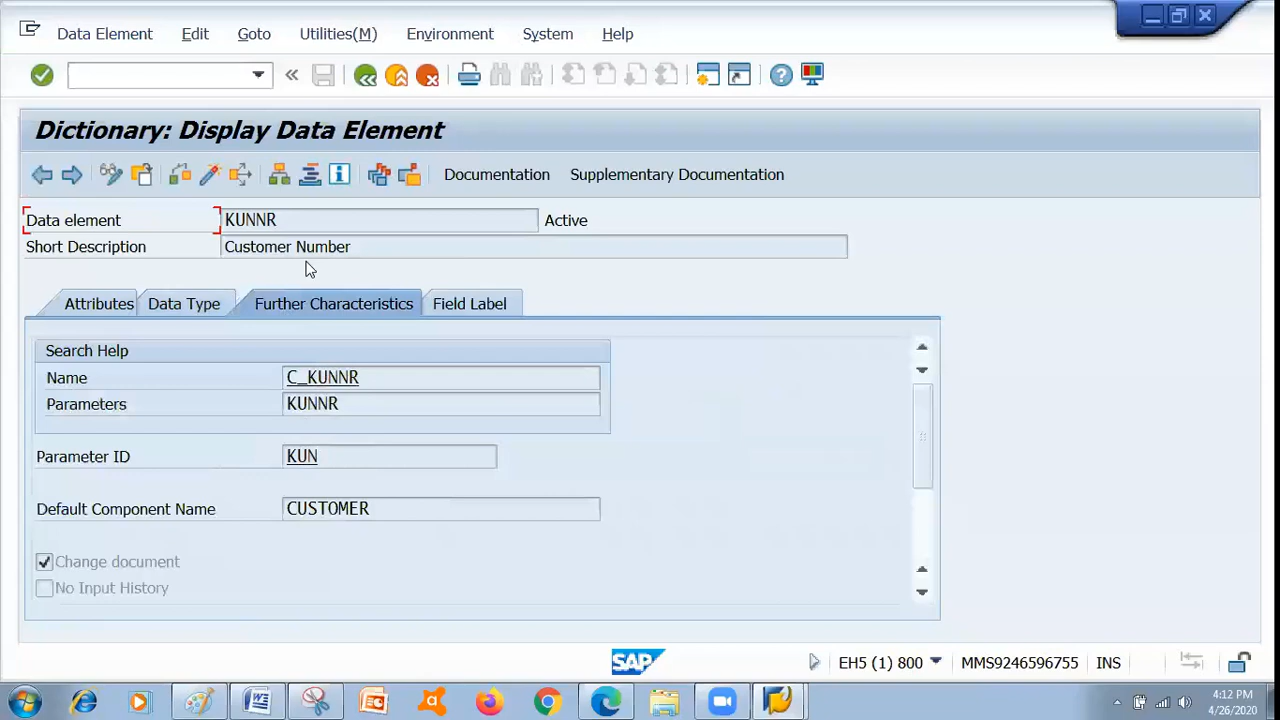 Data Element Edit Goto Utilities(M) Environment System Help
Dictionary: Display Data Element
Documentation Supplementary Documentation
Data element KUNNR Active
Short Description Customer Number
Attributes Data Type Further Characteristics Field Label
Search Help
Name C_KUNNR
Parameters KUNNR
Parameter ID KUN
Default Component Name CUSTOMER
Change document
No Input History
SAP EH5 (1) 800 MMS9246596755 INS
4:12 PM
4/26/2020